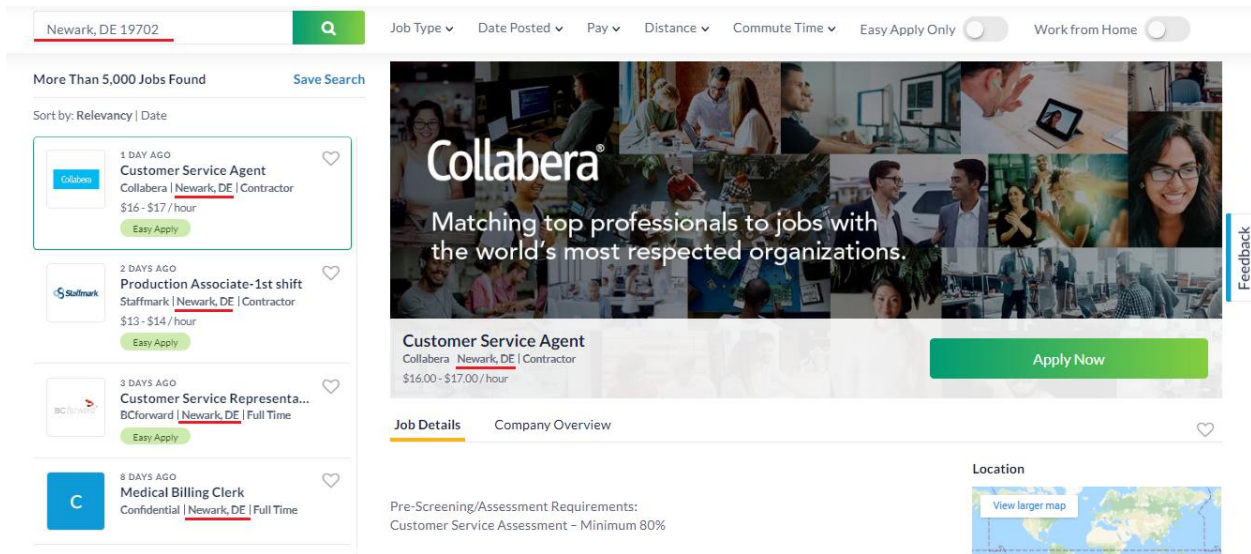 Newark, DE 19702
Job Type
Date Posted
Pay
Distance
Commute Time
Easy Apply Only
Work from Home
More Than 5,000 Jobs Found
Save Search
Sort by: Relevancy | Date
Collabera
1 DAY AGO
Customer Service Agent
Collabera | Newark, DE | Contractor
$16 - $17 / hour
Easy Apply
Staffmark
2 DAYS AGO
Production Associate-1st shift
Staffmark | Newark, DE | Contractor
$13 - $14 / hour
Easy Apply
BCforward
3 DAYS AGO
Customer Service Representa...
BCforward | Newark, DE | Full Time
Easy Apply
C
8 DAYS AGO
Medical Billing Clerk
Confidential | Newark, DE | Full Time
Collabera®
Matching top professionals to jobs with
the world's most respected organizations.
Customer Service Agent
Collabera Newark, DE | Contractor
$16.00 - $17.00 / hour
Apply Now
Job Details
Company Overview
Pre-Screening/Assessment Requirements:
Customer Service Assessment – Minimum 80%
Location
View larger map
Feedback